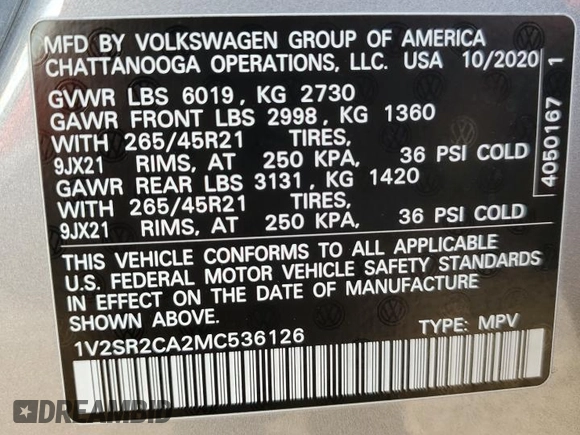 MFD BY VOLKSWAGEN GROUP OF AMERICA
CHATTANOOGA OPERATIONS, LLC. USA 10/2020
GVWR LBS 6019, KG 2730
GAWR FRONT LBS 2998, KG 1360
WITH 265/45R21 TIRES,
9JX21 RIMS, AT 250 KPA, 36 PSI COLD
GAWR REAR LBS 3131, KG 1420
WITH 265/45R21 TIRES,
9JX21 RIMS, AT 250 KPA, 36 PSI COLD
THIS VEHICLE CONFORMS TO ALL APPLICABLE
U.S. FEDERAL MOTOR VEHICLE SAFETY STANDARDS
IN EFFECT ON THE DATE OF MANUFACTURE
SHOWN ABOVE.
1V2SR2CA2MC536126 TYPE: MPV
4050167 1
DREAMBID